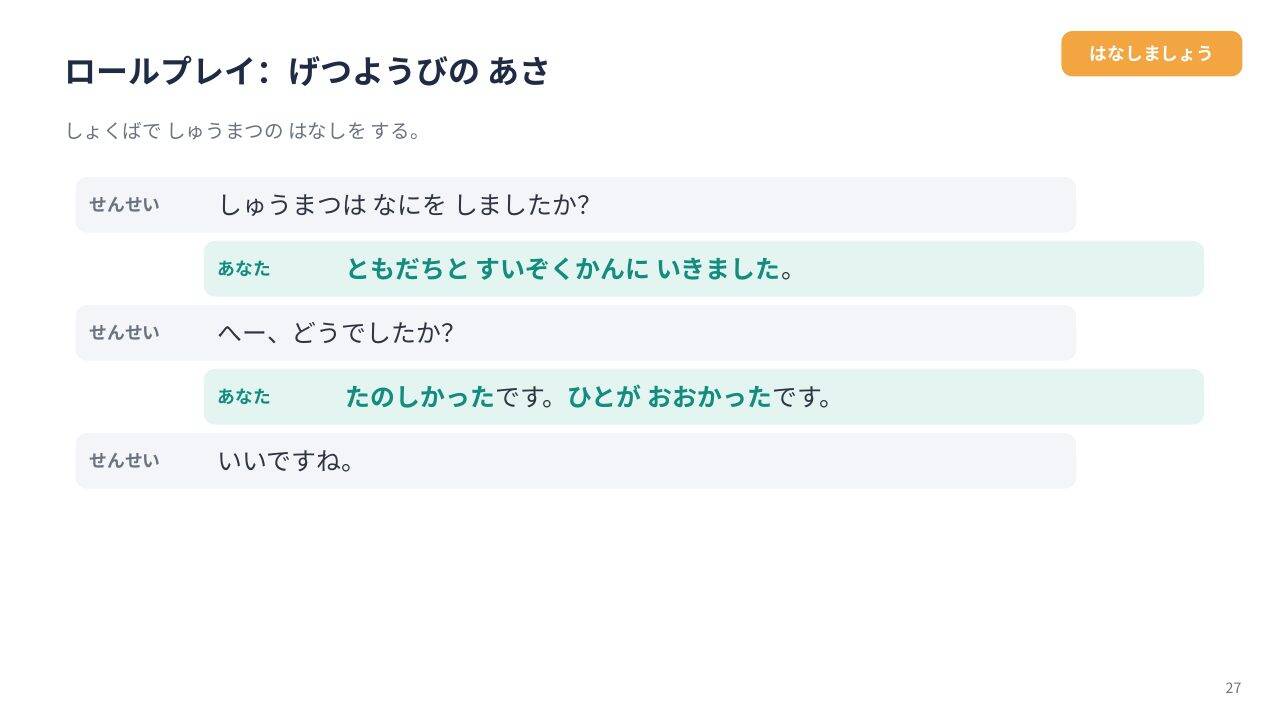 はなしましょう
ロールプレイ：げつようびの あさ
しょくばで しゅうまつの はなしを する。
せんせい しゅうまつは なにを しましたか？
あなた ともだちと すいぞくかんに いきました。
せんせい へー、どうでしたか？
あなた たのしかったです。ひとが おおかったです。
せんせい いいですね。
27